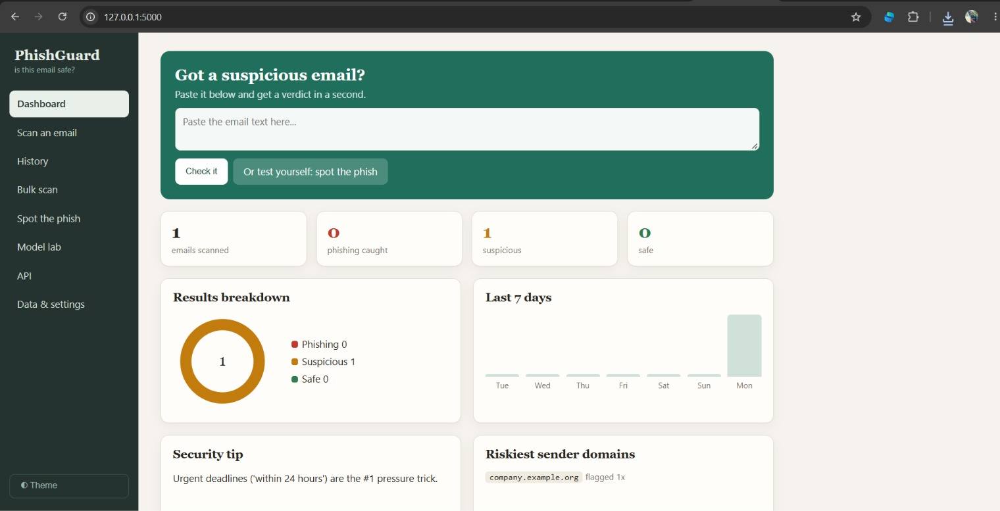 127.0.0.1:5000
PhishGuard
is this email safe?
Dashboard
Scan an email
History
Bulk scan
Spot the phish
Model lab
API
Data & settings
Theme
Got a suspicious email?
Paste it below and get a verdict in a second.
Paste the email text here...
Check it
Or test yourself: spot the phish
1
emails scanned
0
phishing caught
1
suspicious
0
safe
Results breakdown
1
Phishing 0
Suspicious 1
Safe 0
Last 7 days
Tue Wed Thu Fri Sat Sun Mon
Security tip
Urgent deadlines ('within 24 hours') are the #1 pressure trick.
Riskiest sender domains
company.example.org flagged 1x